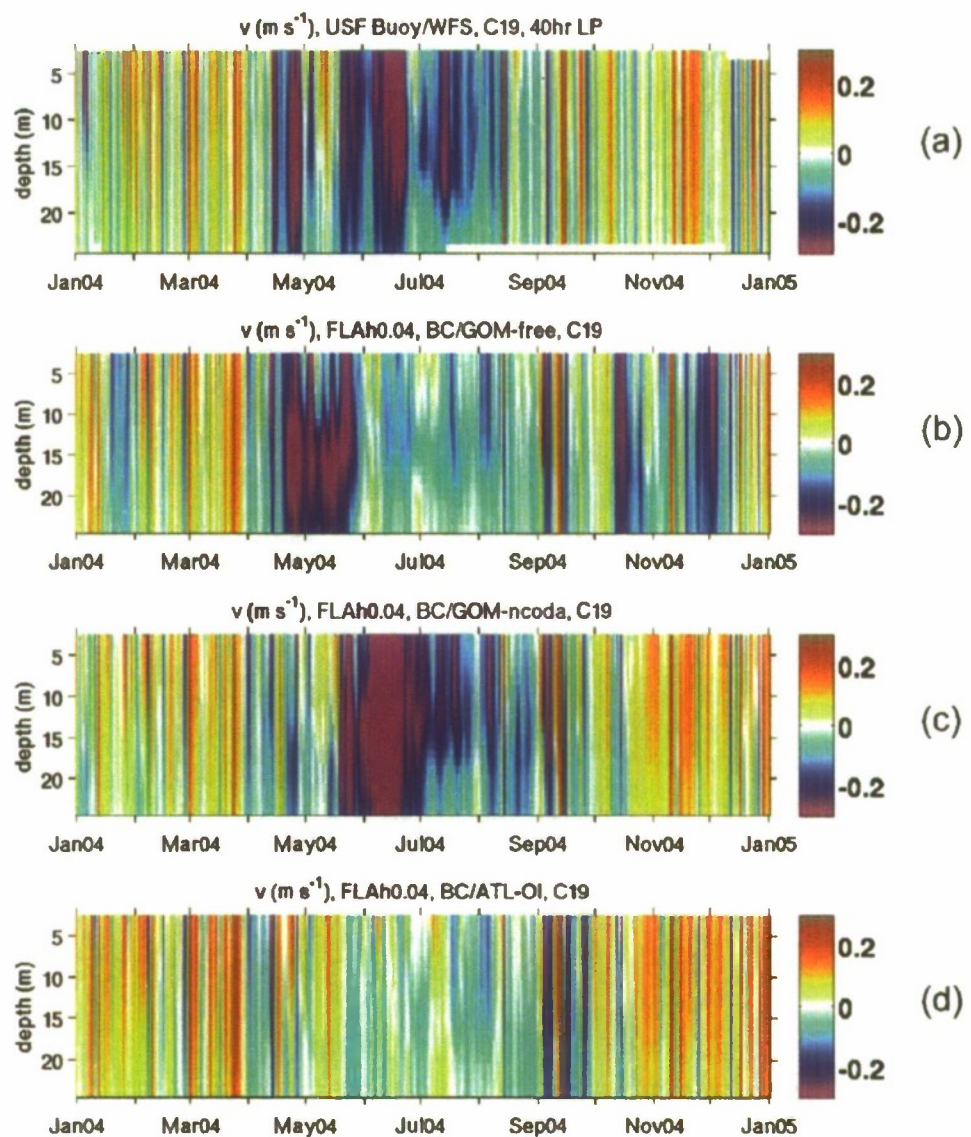 v (m s⁻¹), USF Buoy/WFS, C19, 40hr LP
depth (m)
5
10
15
20
Jan04 Mar04 May04 Jul04 Sep04 Nov04 Jan05
0.2
0
-0.2
(a)
v (m s⁻¹), FLAh0.04, BC/GOM-free, C19
depth (m)
5
10
15
20
Jan04 Mar04 May04 Jul04 Sep04 Nov04 Jan05
0.2
0
-0.2
(b)
v (m s⁻¹), FLAh0.04, BC/GOM-ncoda, C19
depth (m)
5
10
15
20
Jan04 Mar04 May04 Jul04 Sep04 Nov04 Jan05
0.2
0
-0.2
(c)
v (m s⁻¹), FLAh0.04, BC/ATL-OI, C19
depth (m)
5
10
15
20
Jan04 Mar04 May04 Jul04 Sep04 Nov04 Jan05
0.2
0
-0.2
(d)